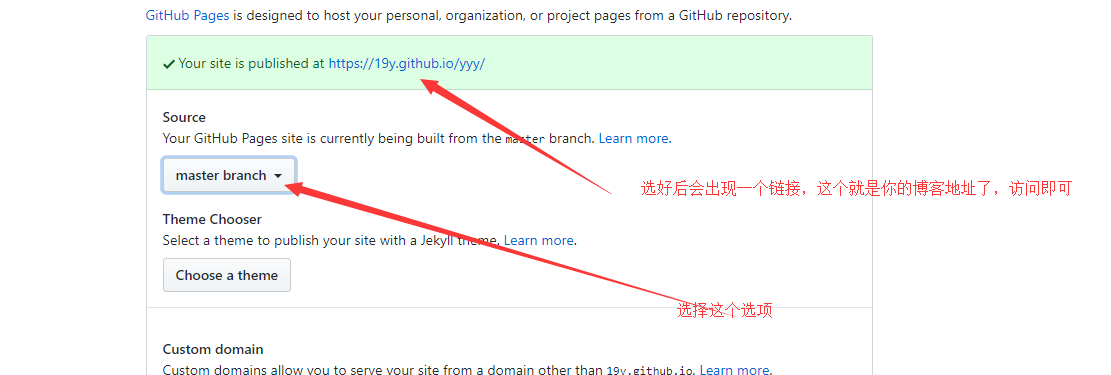 GitHub Pages is designed to host your personal, organization, or project pages from a GitHub repository.
Your site is published at https://19y.github.io/yyy/
Source
Your GitHub Pages site is currently being built from the master branch. Learn more.
master branch
选好后会出现一个链接，这个就是你的博客地址了，访问即可
Theme Chooser
Select a theme to publish your site with a Jekyll theme. Learn more.
Choose a theme
选择这个选项
Custom domain
Custom domains allow you to serve your site from a domain other than 19y.github.io. Learn more.